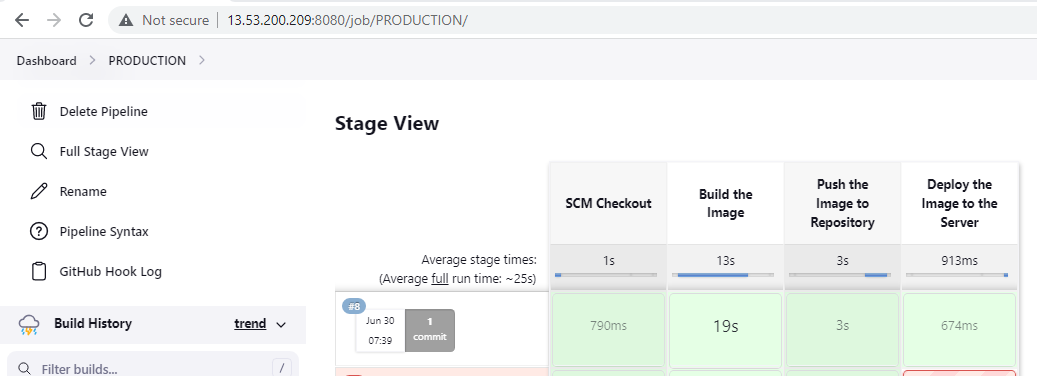 Not secure 13.53.200.209:8080/job/PRODUCTION/
Dashboard PRODUCTION
Delete Pipeline
Full Stage View
Rename
Pipeline Syntax
GitHub Hook Log
Build History trend
Filter builds... /
Stage View
SCM Checkout
Build the
Image
Push the
Image to
Repository
Deploy the
Image to the
Server
Average stage times:
(Average full run time: ~25s)
1s
13s
3s
913ms
#8
Jun 30
07:39
1
commit
790ms
19s
3s
674ms